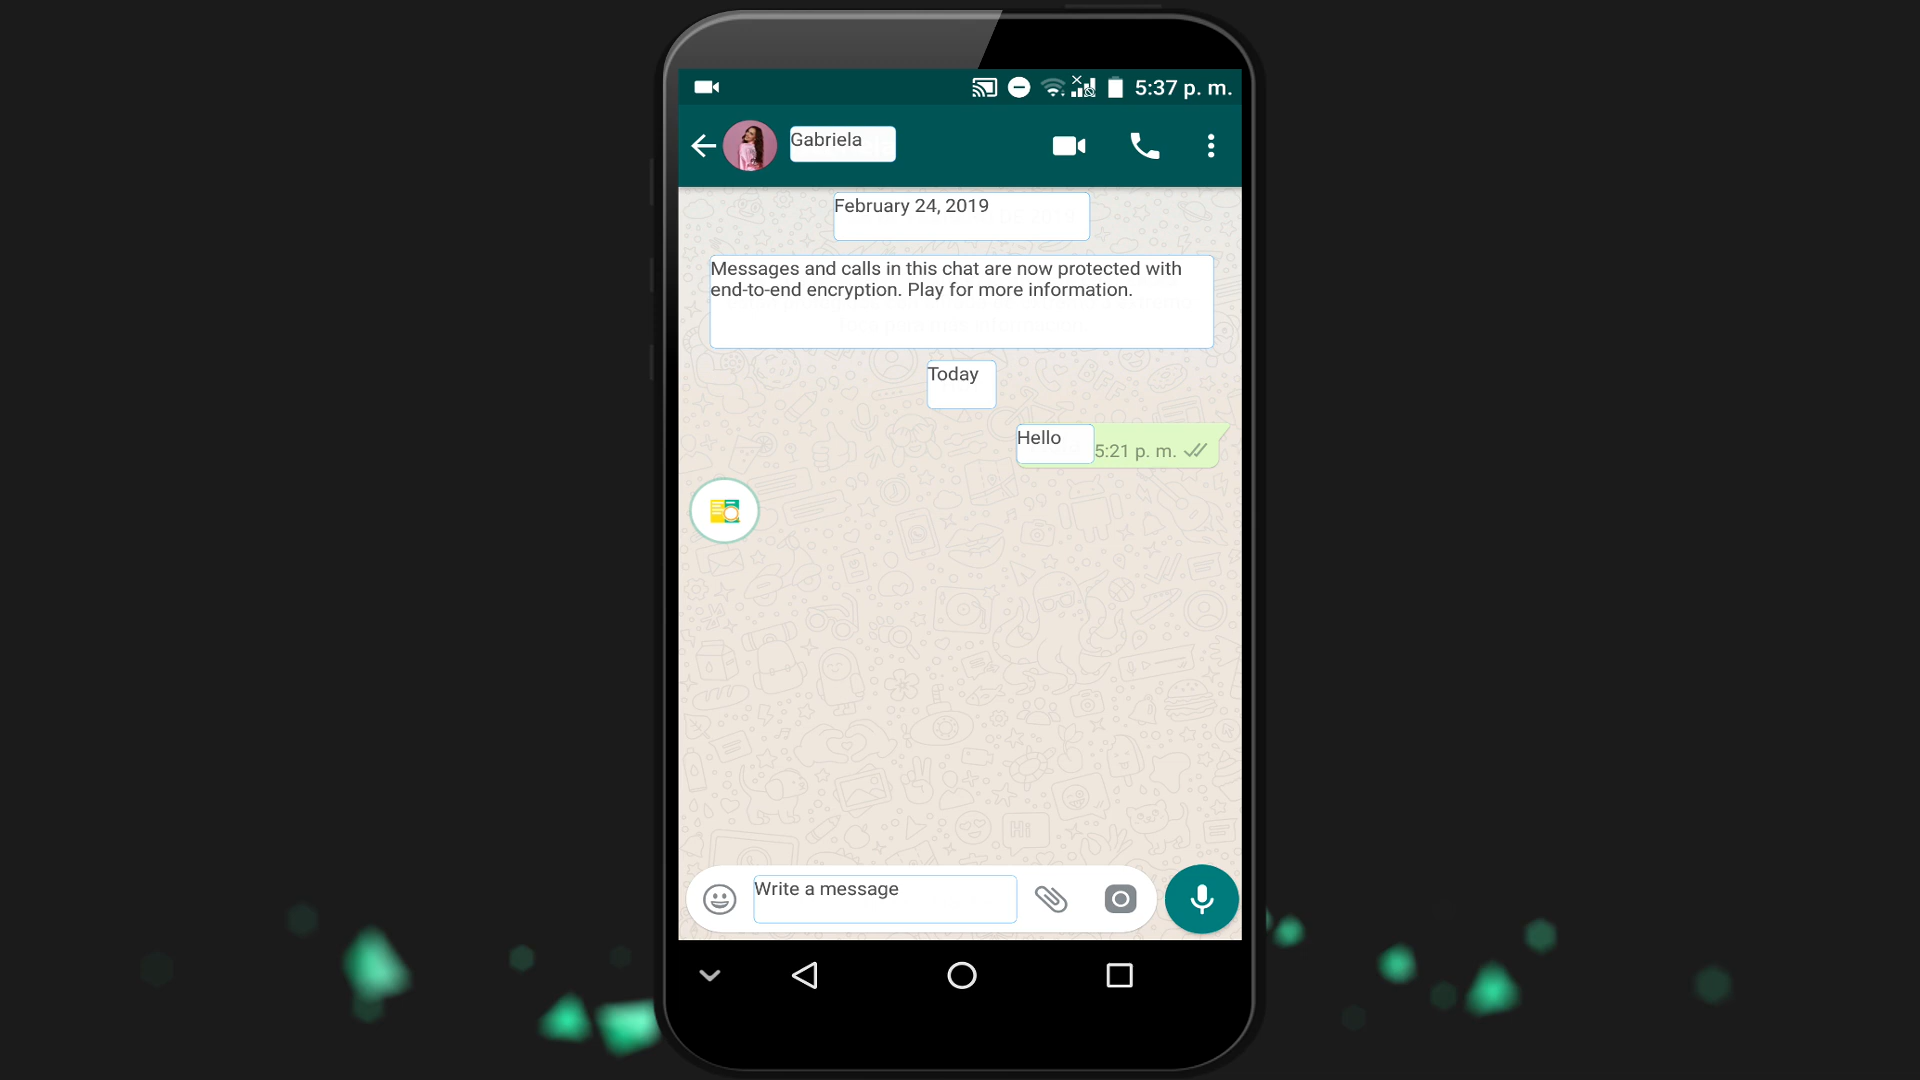 5:37 p. m.
Gabriela
February 24, 2019
Messages and calls in this chat are now protected with
end-to-end encryption. Play for more information.
Today
Hello
5:21 p. m.
Hi
Write a message